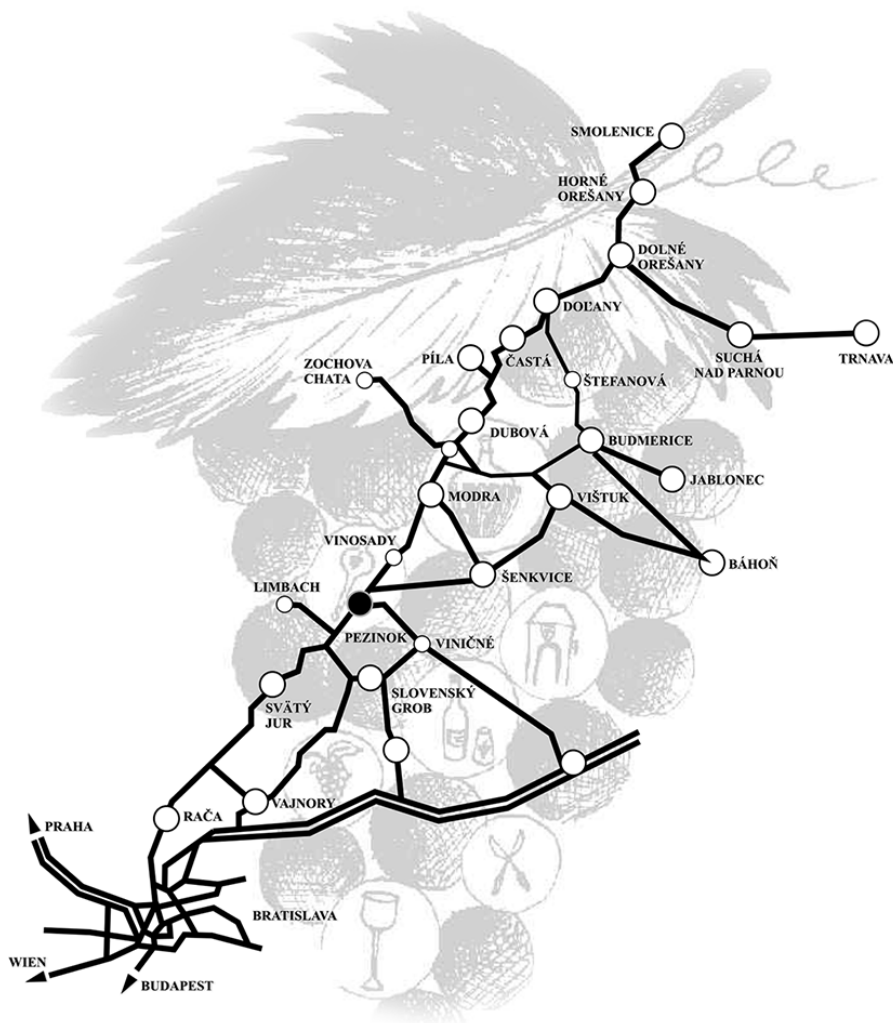 SMOLENICE
HORNÉ
OREŠANY
DOLNÉ
OREŠANY
DOĽANY
SUCHÁ
NAD PARNOU
TRNAVA
ČASTÁ
PÍLA
ZOCHOVA
CHATA
ŠTEFANOVÁ
DUBOVÁ
BUDMERICE
JABLONEC
MODRA
VIŠTUK
VINOSADY
BÁHOŇ
ŠENKVICE
LIMBACH
PEZINOK
VINIČNÉ
SLOVENSKÝ
GROB
SVÄTÝ
JUR
VAJNORY
RAČA
PRAHA
BRATISLAVA
WIEN
BUDAPEST